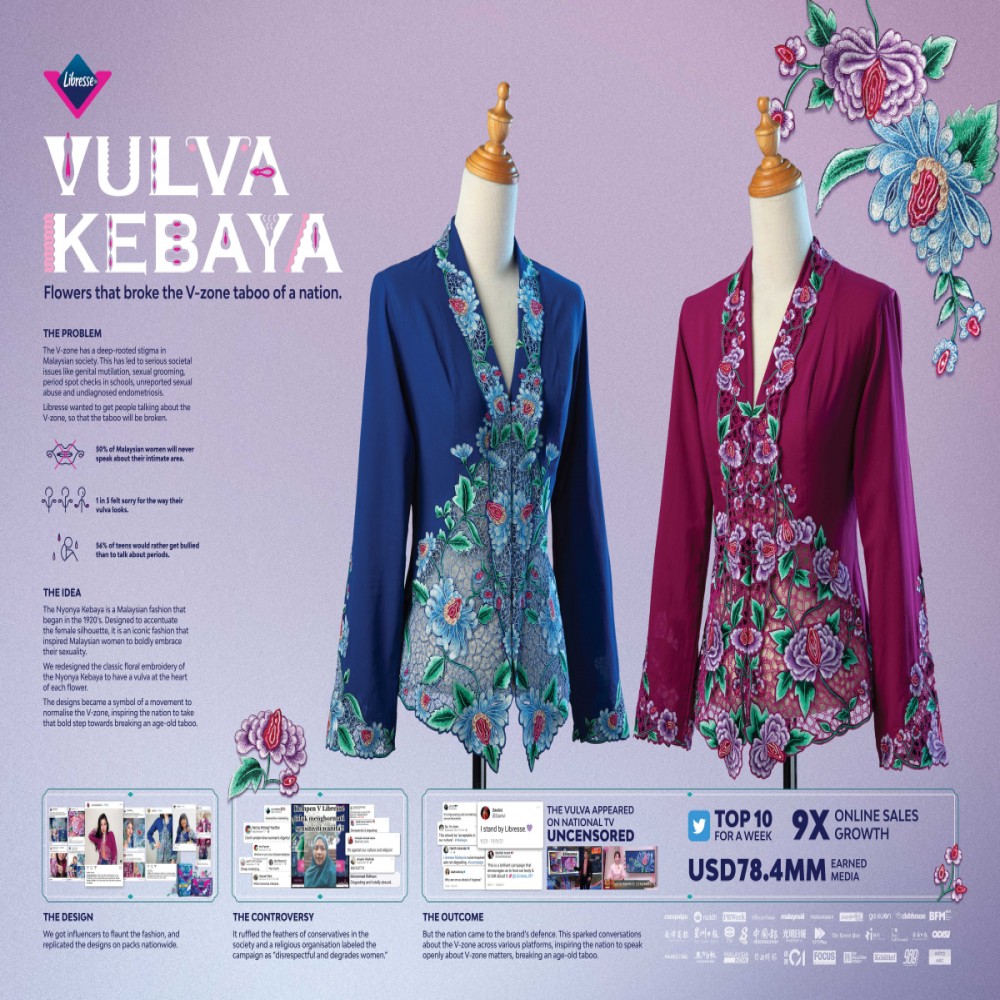 Libresse
VULVA
KEBAYA
Flowers that broke the V-zone taboo of a nation.
THE PROBLEM
The V-zone has a deep-rooted stigma in
Malaysian society. This has led to serious societal
issues like genital mutilation, sexual grooming,
period spot checks in schools, unreported sexual
abuse and undiagnosed endometriosis.
Libresse wanted to get people talking about the
V-zone, so that the taboo will be broken.
50% of Malaysian women will never
speak about their intimate area.
1 in 5 felt sorry for the way their
vulva looks.
56% of teens would rather get bullied
than to talk about periods.
THE IDEA
The Nyonya Kebaya is a Malaysian fashion that
began in the 1920's. Designed to accentuate
the female silhouette, it is an iconic fashion that
inspired Malaysian women to boldly embrace
their sexuality.
We redesigned the classic floral embroidery of
the Nyonya Kebaya to have a vulva at the heart
of each flower.
The designs became a symbol of a movement to
normalise the V-zone, inspiring the nation to take
that bold step towards breaking an age-old taboo.
I stand by Libresse.
THE VULVA APPEARED
ON NATIONAL TV
UNCENSORED
TOP 10
FOR A WEEK
9X
ONLINE SALES
GROWTH
USD78.4MM
EARNED
MEDIA
THE DESIGN
We got influencers to flaunt the fashion, and
replicated the designs on packs nationwide.
THE CONTROVERSY
It ruffled the feathers of conservatives in the
society and a religious organisation labeled the
campaign as "disrespectful and degrades women."
THE OUTCOME
But the nation came to the brand's defence. This sparked conversations
about the V-zone across various platforms, inspiring the nation to speak
openly about V-zone matters, breaking an age-old taboo.
PRWeek
BFM
FOCUS